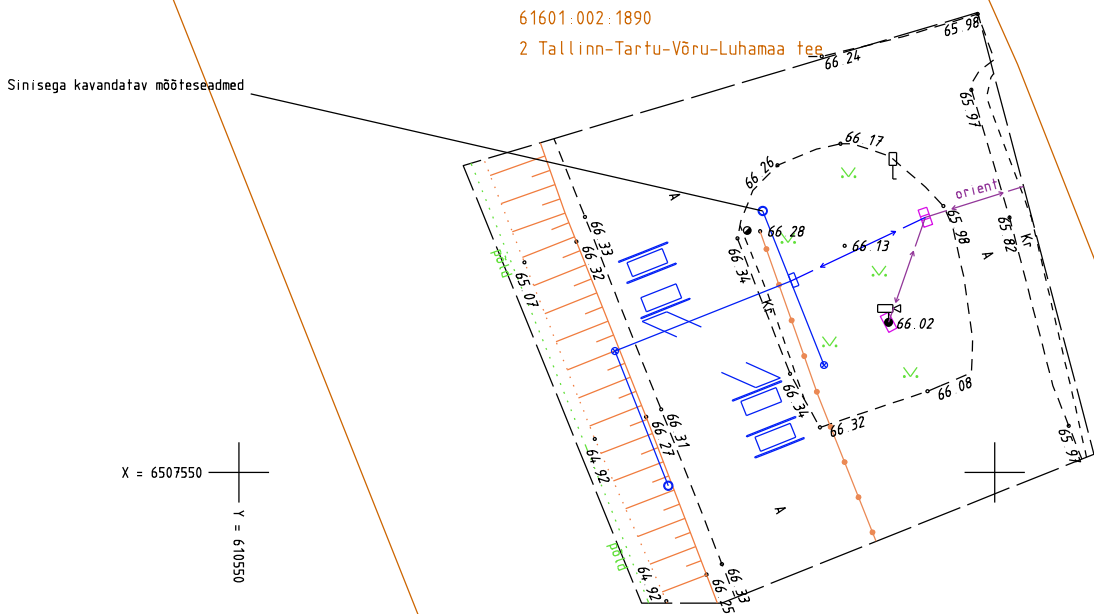 61601:002:1890
2 Tallinn-Tartu-Võru-Luhamaa tee
65.98
66.24
Sinisega kavandatav mõõteseadmed
65.97
66.17
66.26
orient
A
66.33
66.28
65.98
65.82
Kr
66.32
66.34
66.13
A
põld
65.07
Kr
66.02
66.34
66.08
66.31
66.27
66.32
65.97
64.92
X = 6507550
Y = 610550
A
põld
64.92
66.33
66.25